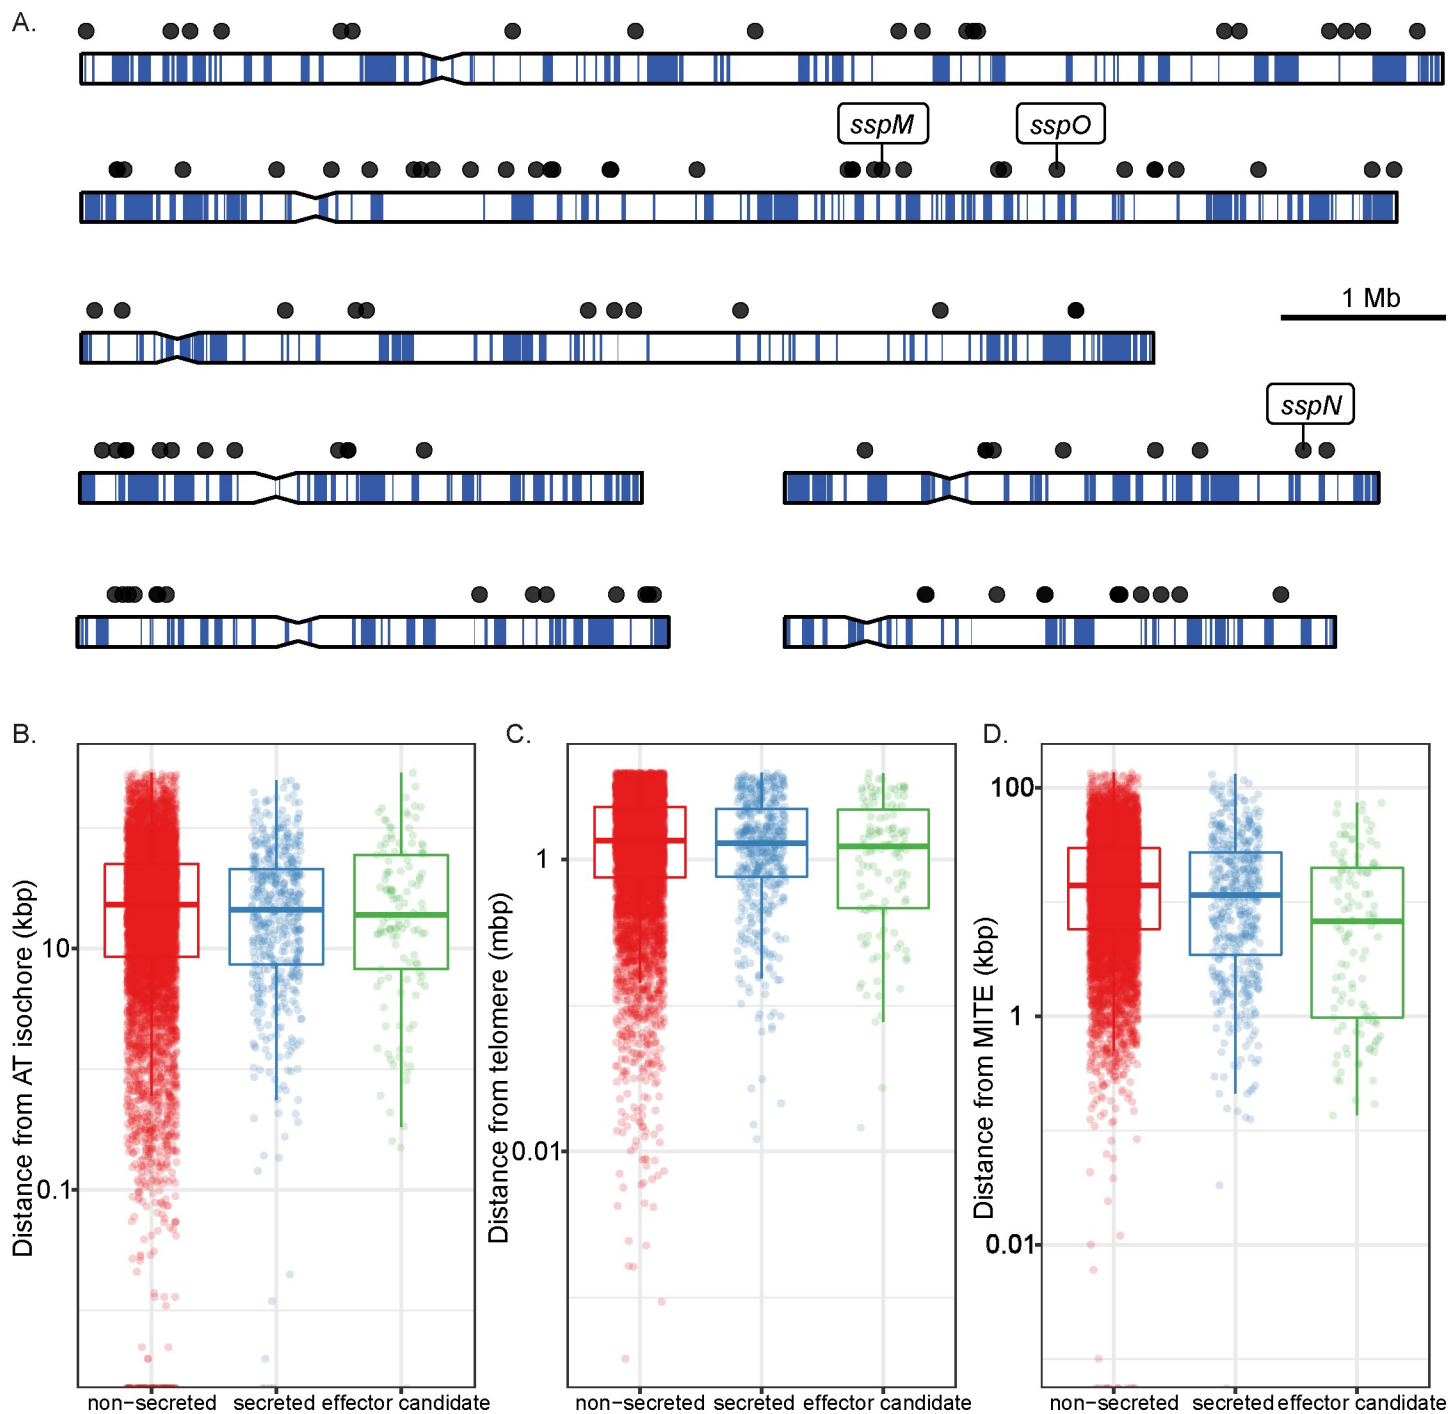 A.
sspM
sspO
1 Mb
sspN
B.
C.
D.
Distance from AT isochore (kbp)
10
0.1
non−secreted
secreted
effector candidate
Distance from telomere (mbp)
1
0.01
non−secreted
secreted
effector candidate
Distance from MITE (kbp)
100
1
0.01
non−secreted
secreted
effector candidate